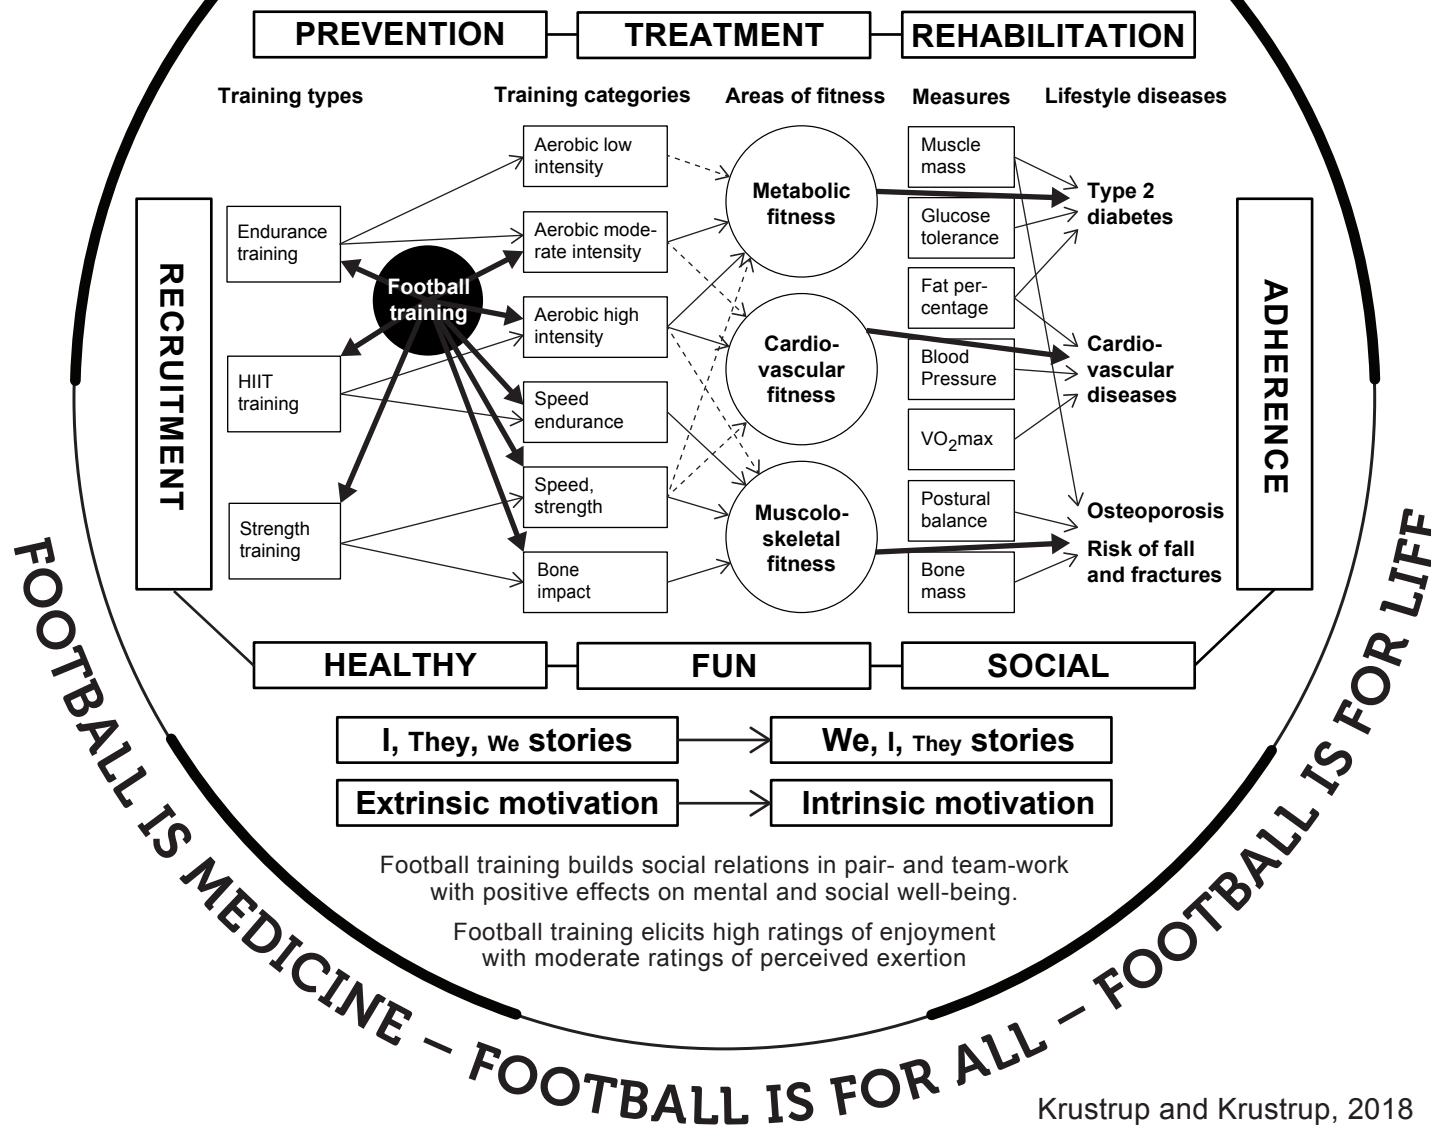 PREVENTION
TREATMENT
REHABILITATION
Training types
Training categories
Areas of fitness
Measures
Lifestyle diseases
RECRUITMENT
Endurance
training
HIIT
training
Strength
training
Football
training
Aerobic low
intensity
Aerobic mode-
rate intensity
Aerobic high
intensity
Speed
endurance
Speed,
strength
Bone
impact
Metabolic
fitness
Cardio-
vascular
fitness
Muscolo-
skeletal
fitness
Muscle
mass
Glucose
tolerance
Fat per-
centage
Blood
Pressure
VO2max
Postural
balance
Bone
mass
Type 2
diabetes
Cardio-
vascular
diseases
Osteoporosis
Risk of fall
and fractures
ADHERENCE
HEALTHY
FUN
SOCIAL
I, They, We stories
We, I, They stories
Extrinsic motivation
Intrinsic motivation
Football training builds social relations in pair- and team-work
with positive effects on mental and social well-being.
Football training elicits high ratings of enjoyment
with moderate ratings of perceived exertion
FOOTBALL IS MEDICINE – FOOTBALL IS FOR ALL – FOOTBALL IS FOR LIFE
Krustrup and Krustrup, 2018